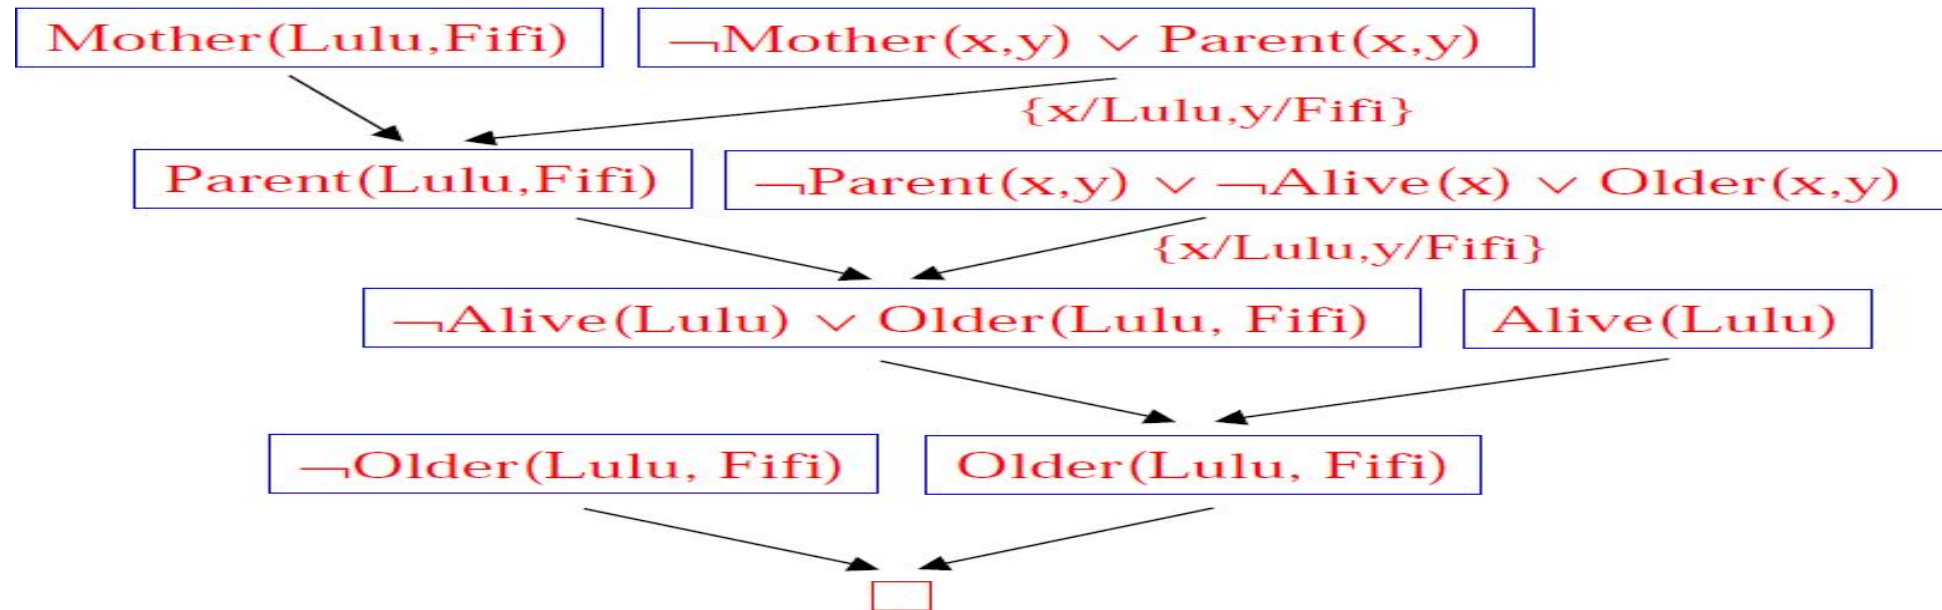 Mother(Lulu,Fifi) ¬Mother(x,y) ∨ Parent(x,y)
{x/Lulu,y/Fifi}
Parent(Lulu,Fifi) ¬Parent(x,y) ∨ ¬Alive(x) ∨ Older(x,y)
{x/Lulu,y/Fifi}
¬Alive(Lulu) ∨ Older(Lulu, Fifi) Alive(Lulu)
¬Older(Lulu, Fifi) Older(Lulu, Fifi)